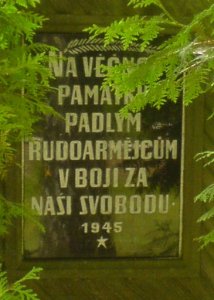 NA VĚČNOU
PAMÁTKU
PADLÝM
RUDOARMĚJCŮM
V BOJI ZA
NAŠI SVOBODU
1945